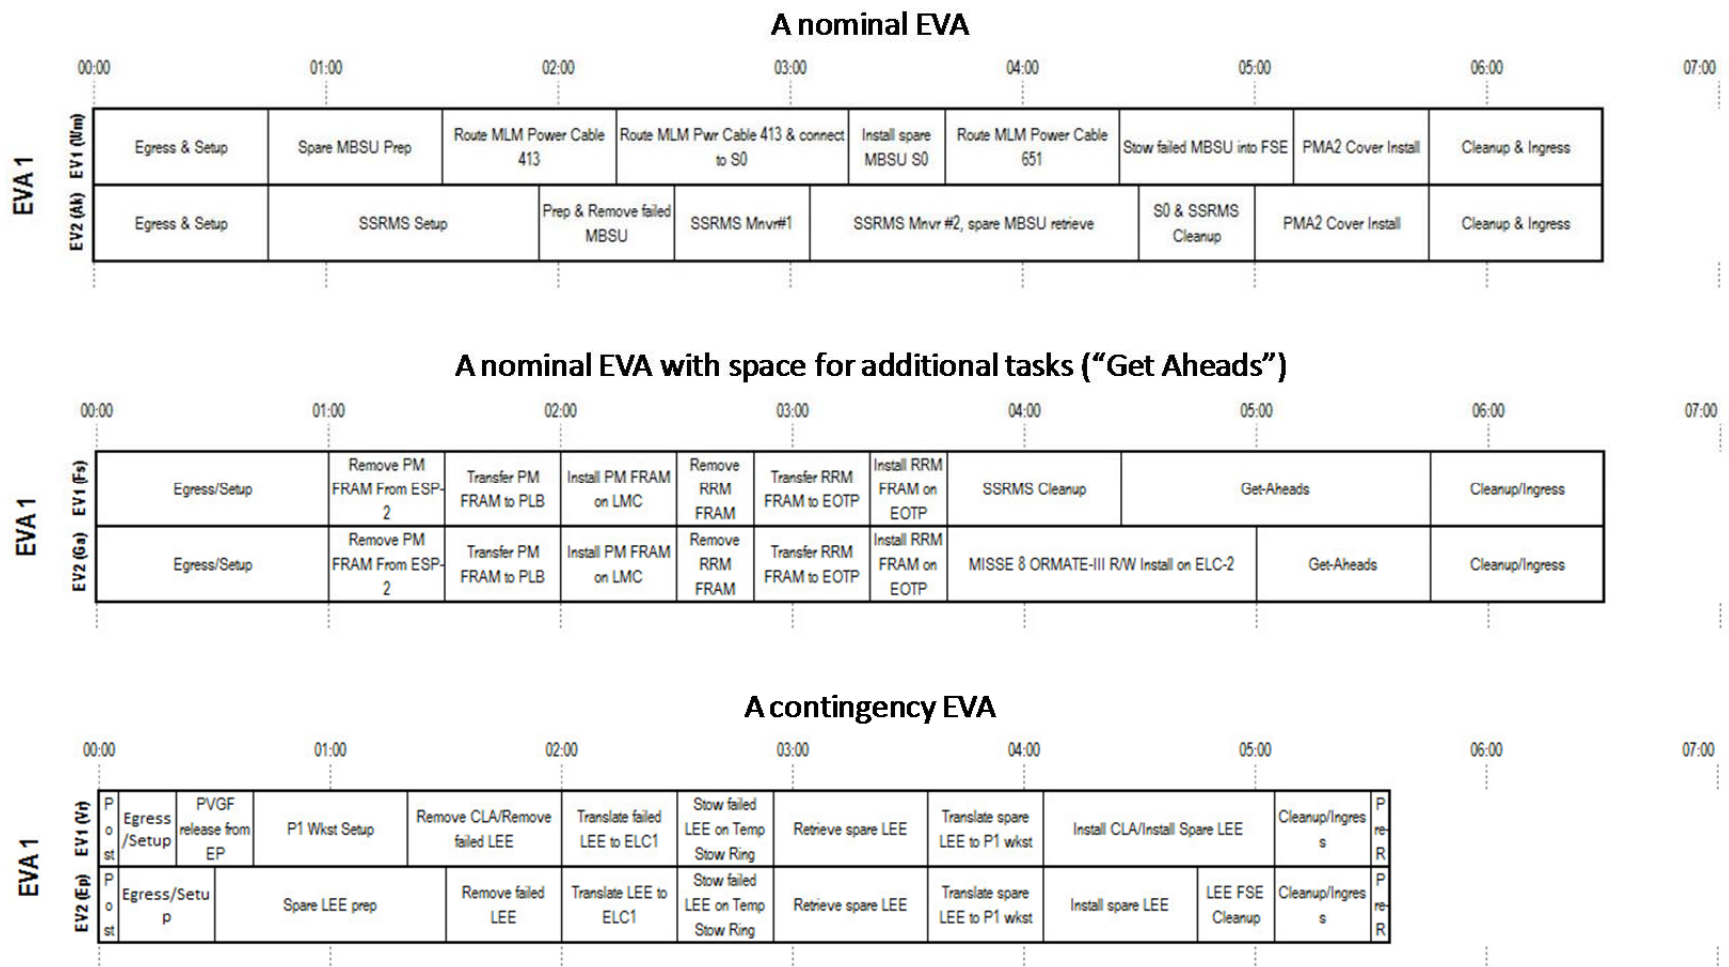 A nominal EVA
00:00 01:00 02:00 03:00 04:00 05:00 06:00 07:00
EVA 1
EV1 (Wm)
Egress & Setup
Spare MBSU Prep
Route MLM Power Cable
413
Route MLM Pwr Cable 413 & connect
to S0
Install spare
MBSU S0
Route MLM Power Cable
651
Stow failed MBSU into FSE
PMA2 Cover Install
Cleanup & Ingress
EV2 (Ak)
Egress & Setup
SSRMS Setup
Prep & Remove failed
MBSU
SSRMS Mnvr#1
SSRMS Mnvr #2, spare MBSU retrieve
S0 & SSRMS
Cleanup
PMA2 Cover Install
Cleanup & Ingress
A nominal EVA with space for additional tasks (“Get Aheads”)
00:00 01:00 02:00 03:00 04:00 05:00 06:00 07:00
EVA 1
EV1 (Fs)
Egress/Setup
Remove PM
FRAM From ESP-
2
Transfer PM
FRAM to PLB
Install PM FRAM
on LMC
Remove
RRM
FRAM
Transfer RRM
FRAM to EOTP
Install RRM
FRAM on
EOTP
SSRMS Cleanup
Get-Aheads
Cleanup/Ingress
EV2 (Ga)
Egress/Setup
Remove PM
FRAM From ESP-
2
Transfer PM
FRAM to PLB
Install PM FRAM
on LMC
Remove
RRM
FRAM
Transfer RRM
FRAM to EOTP
Install RRM
FRAM on
EOTP
MISSE 8 ORMATE-III R/W Install on ELC-2
Get-Aheads
Cleanup/Ingress
A contingency EVA
00:00 01:00 02:00 03:00 04:00 05:00 06:00 07:00
EVA 1
EV1 (Vr)
P
o
st
Egress
/Setup
PVGF
release from
EP
P1 Wkst Setup
Remove CLA/Remove
failed LEE
Translate failed
LEE to ELC1
Stow failed
LEE on Temp
Stow Ring
Retrieve spare LEE
Translate spare
LEE to P1 wkst
Install CLA/Install Spare LEE
Cleanup/Ingres
s
P
re-
R
EV2 (Ep)
P
o
st
Egress/Setu
p
Spare LEE prep
Remove failed
LEE
Translate LEE to
ELC1
Stow failed
LEE on Temp
Stow Ring
Retrieve spare LEE
Translate spare
LEE to P1 wkst
Install spare LEE
LEE FSE
Cleanup
Cleanup/Ingres
s
P
re-
R